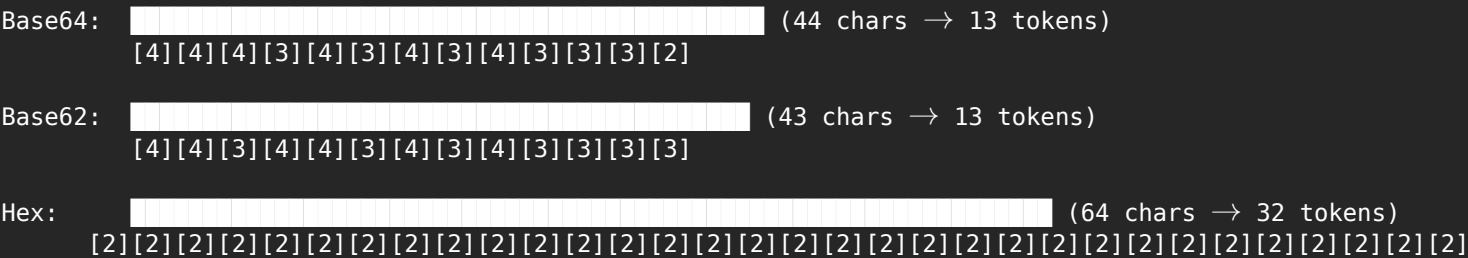 Base64: (44 chars → 13 tokens)
[4][4][4][3][4][3][4][3][4][3][3][3][2]
Base62: (43 chars → 13 tokens)
[4][4][3][4][4][3][4][3][4][3][3][3][3]
Hex: (64 chars → 32 tokens)
[2][2][2][2][2][2][2][2][2][2][2][2][2][2][2][2][2][2][2][2][2][2][2][2][2][2][2][2][2][2][2][2]